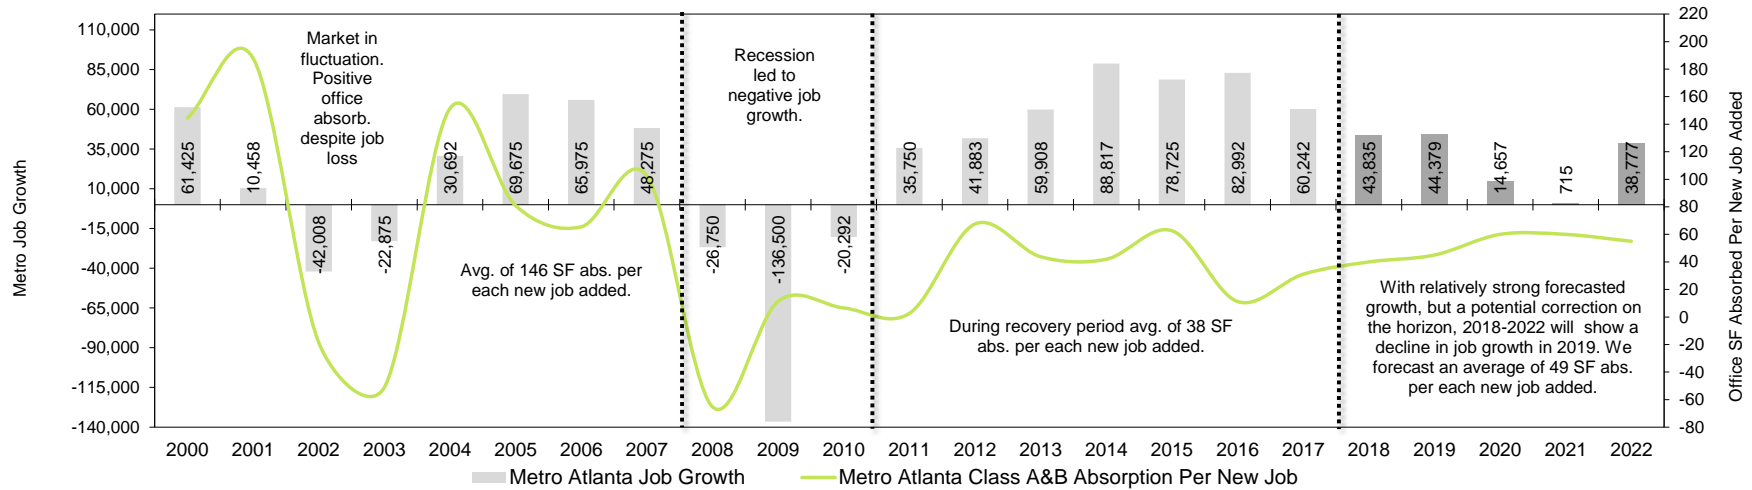 Metro Job Growth
110,000
85,000
60,000
35,000
10,000
-15,000
-40,000
-65,000
-90,000
-115,000
-140,000
Market in
fluctuation.
Positive
office
absorb.
despite job
loss
Recession
led to
negative job
growth.
61,425
10,458
-42,008
-22,875
30,692
69,675
65,975
48,275
-26,750
-136,500
-20,292
35,750
41,883
59,908
88,817
78,725
82,992
60,242
43,835
44,379
14,657
715
38,777
Avg. of 146 SF abs. per
each new job added.
During recovery period avg. of 38 SF
abs. per each new job added.
With relatively strong forecasted
growth, but a potential correction on
the horizon, 2018-2022 will show a
decline in job growth in 2019. We
forecast an average of 49 SF abs.
per each new job added.
220
200
180
160
140
120
100
80
60
40
20
0
-20
-40
-60
-80
Office SF Absorbed Per New Job Added
2000 2001 2002 2003 2004 2005 2006 2007 2008 2009 2010 2011 2012 2013 2014 2015 2016 2017 2018 2019 2020 2021 2022
Metro Atlanta Job Growth Metro Atlanta Class A&B Absorption Per New Job